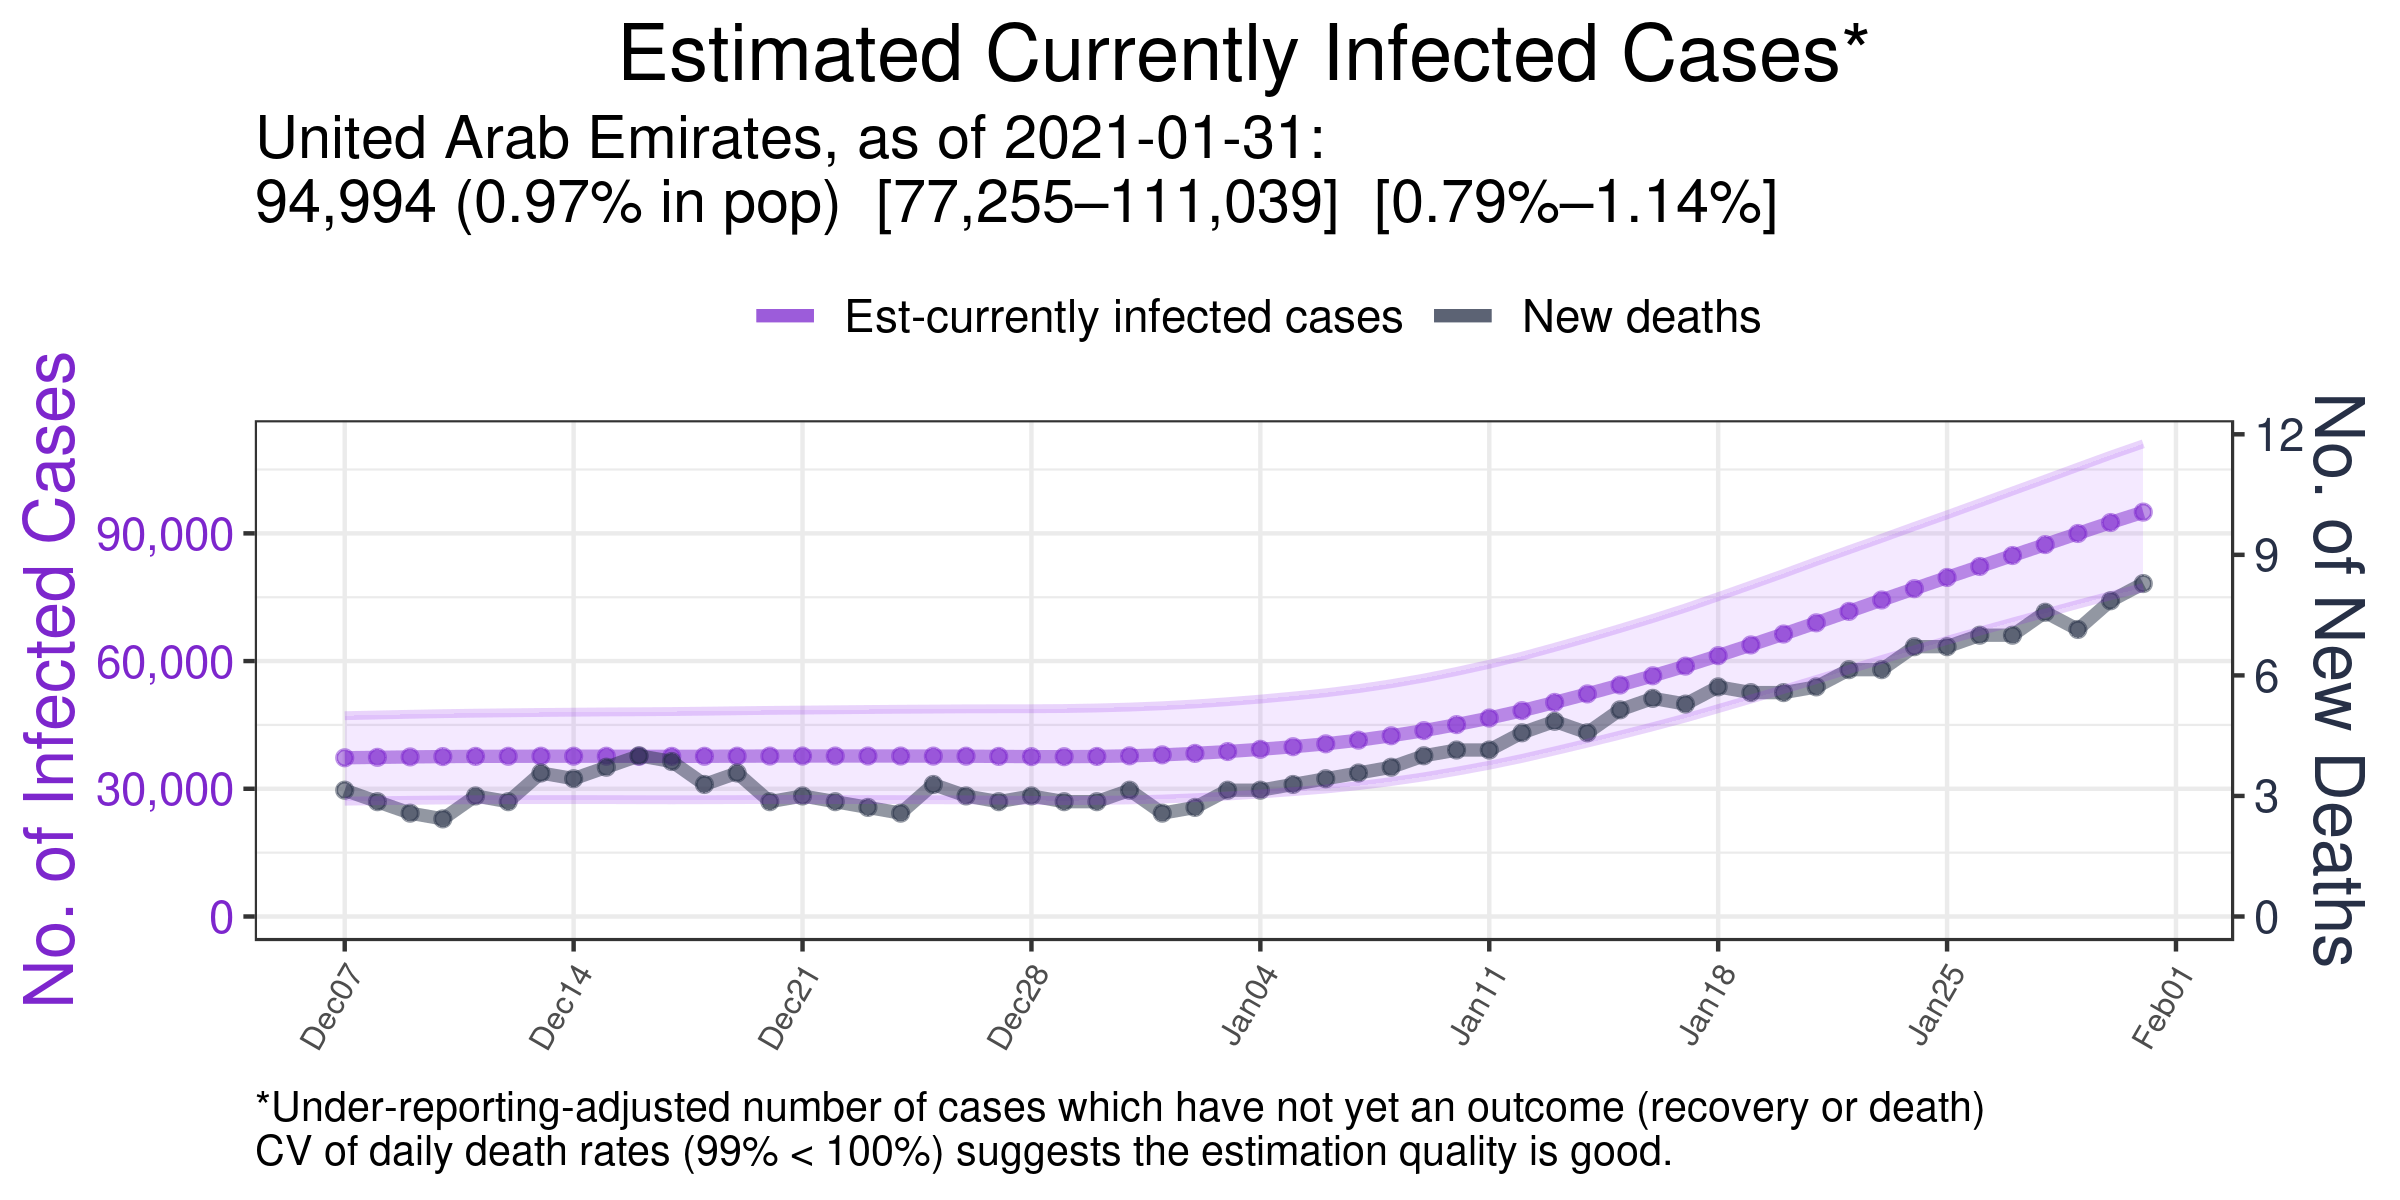 Estimated Currently Infected Cases*
United Arab Emirates, as of 2021-01-31:
94,994 (0.97% in pop)  [77,255–111,039]  [0.79%–1.14%]
Est-currently infected cases
New deaths
No. of Infected Cases
90,000
60,000
30,000
0
12
9
6
3
0
No. of New Deaths
Dec07
Dec14
Dec21
Dec28
Jan04
Jan11
Jan18
Jan25
Feb01
*Under-reporting-adjusted number of cases which have not yet an outcome (recovery or death)
CV of daily death rates (99% < 100%) suggests the estimation quality is good.